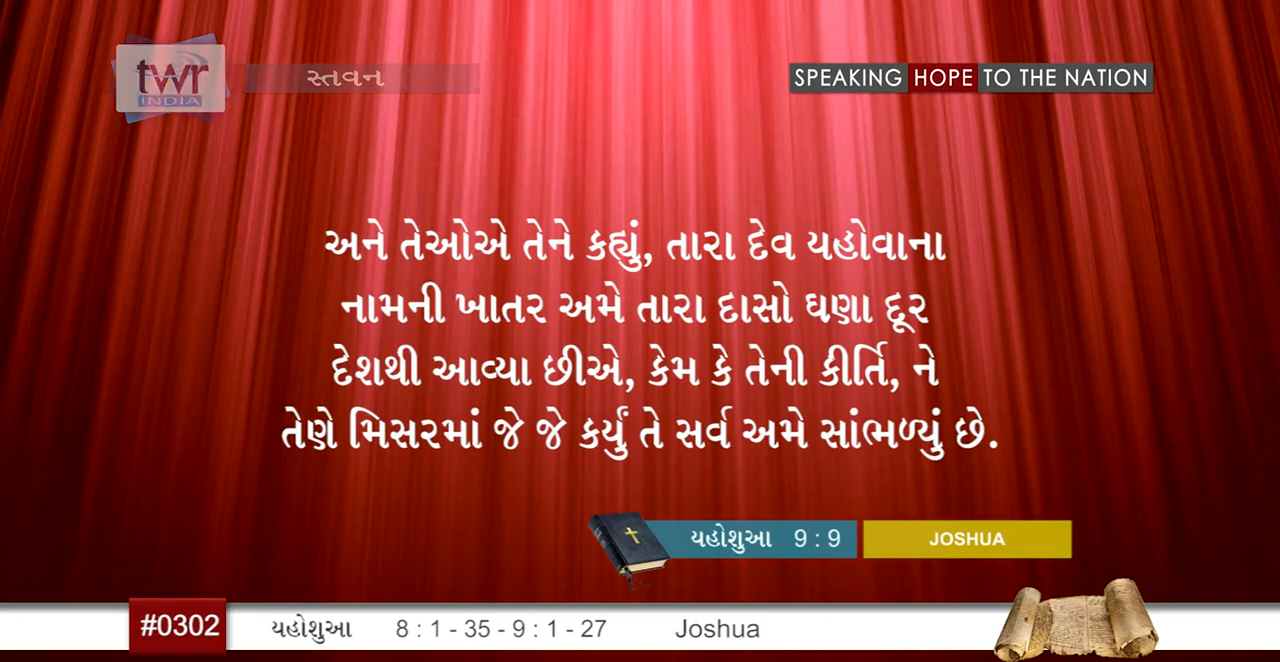 twr
INDIA
સ્તવન
SPEAKING HOPE TO THE NATION
અને તેઓએ તેને કહ્યું, તારા દેવ યહોવાના
નામની ખાતર અમે તારા દાસો ઘણા દૂર
દેશથી આવ્યા છીએ, કેમ કે તેની કીર્તિ, ને
તેણે મિસરમાં જે જે કર્યું તે સર્વ અમે સાંભળ્યું છે.
યહોશુઆ 9 : 9 JOSHUA
#0302 યહોશુઆ 8 : 1 - 35 - 9 : 1 - 27 Joshua